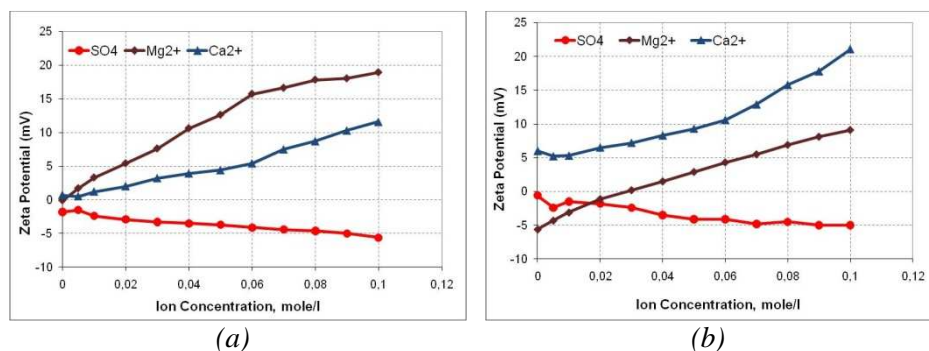 SO4 Mg2+ Ca2+
Zeta Potential (mV)
25
20
15
10
5
0
-5
-10
0 0,02 0,04 0,06 0,08 0,1 0,12
Ion Concentration, mole/l
(a)
SO4 Mg2+ Ca2+
Zeta Potential (mV)
25
20
15
10
5
0
-5
-10
0 0,02 0,04 0,06 0,08 0,1 0,12
Ion Concentration, mole/l
(b)